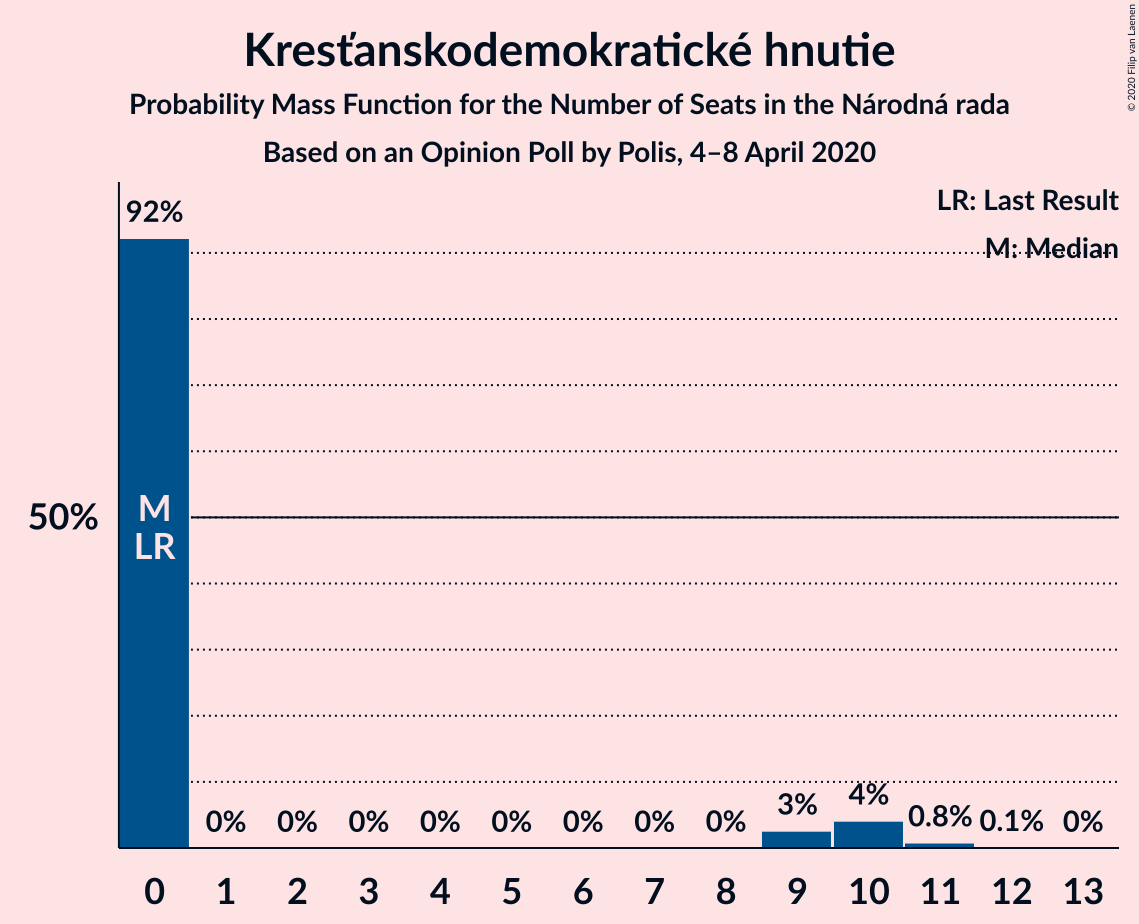 Kresťanskodemokratické hnutie
Probability Mass Function for the Number of Seats in the Národná rada
Based on an Opinion Poll by Polis, 4–8 April 2020
© 2020 Filip van Laenen
LR: Last Result
M: Median
92%
50%
M
LR
0% 0% 0% 0% 0% 0% 0% 0% 3% 4% 0.8% 0.1% 0%
0 1 2 3 4 5 6 7 8 9 10 11 12 13